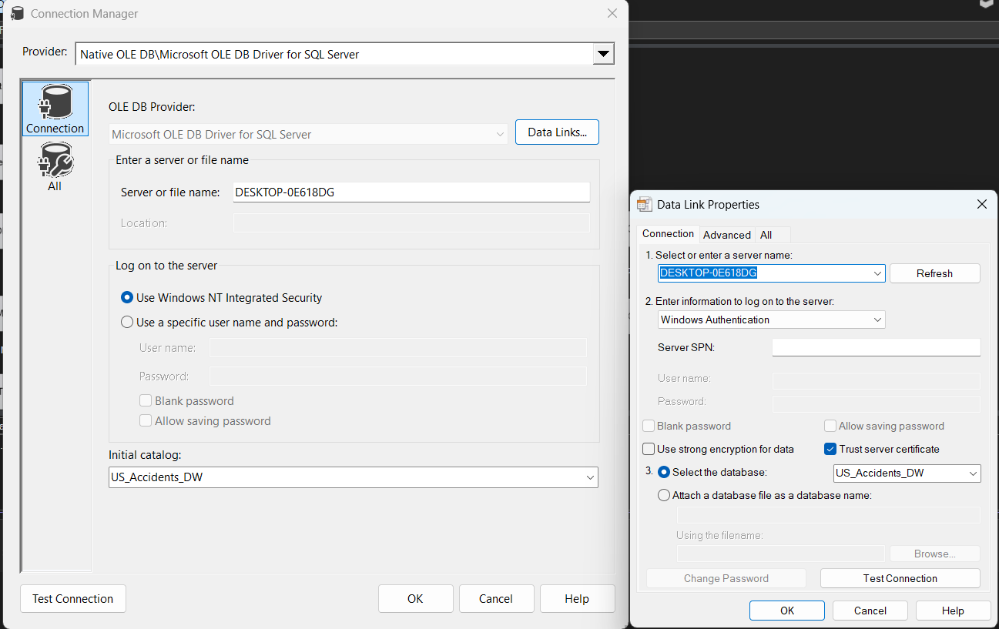 Connection Manager
Provider:
Native OLE DB\Microsoft OLE DB Driver for SQL Server
Connection
All
OLE DB Provider:
Microsoft OLE DB Driver for SQL Server
Data Links...
Enter a server or file name
Server or file name:
DESKTOP-0E618DG
Location:
Log on to the server
Use Windows NT Integrated Security
Use a specific user name and password:
User name:
Password:
Blank password
Allow saving password
Initial catalog:
US_Accidents_DW
Test Connection
OK
Cancel
Help
Data Link Properties
Connection
Advanced
All
1. Select or enter a server name:
DESKTOP-0E618DG
Refresh
2. Enter information to log on to the server:
Windows Authentication
Server SPN:
User name:
Password:
Blank password
Allow saving password
Use strong encryption for data
Trust server certificate
3. Select the database:
US_Accidents_DW
Attach a database file as a database name:
Using the filename:
Browse...
Change Password
Test Connection
OK
Cancel
Help